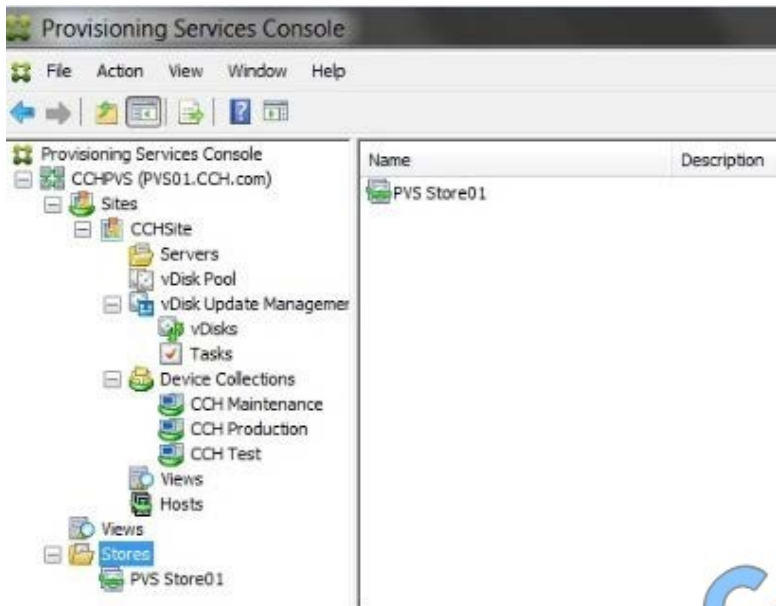 Provisioning Services Console
File Action View Window Help
Provisioning Services Console
CCHPVS (PVS01.CCH.com)
Sites
CCHSite
Servers
vDisk Pool
vDisk Update Managemer
vDisks
Tasks
Device Collections
CCH Maintenance
CCH Production
CCH Test
Views
Hosts
Views
Stores
PVS Store01
Name Description
PVS Store01